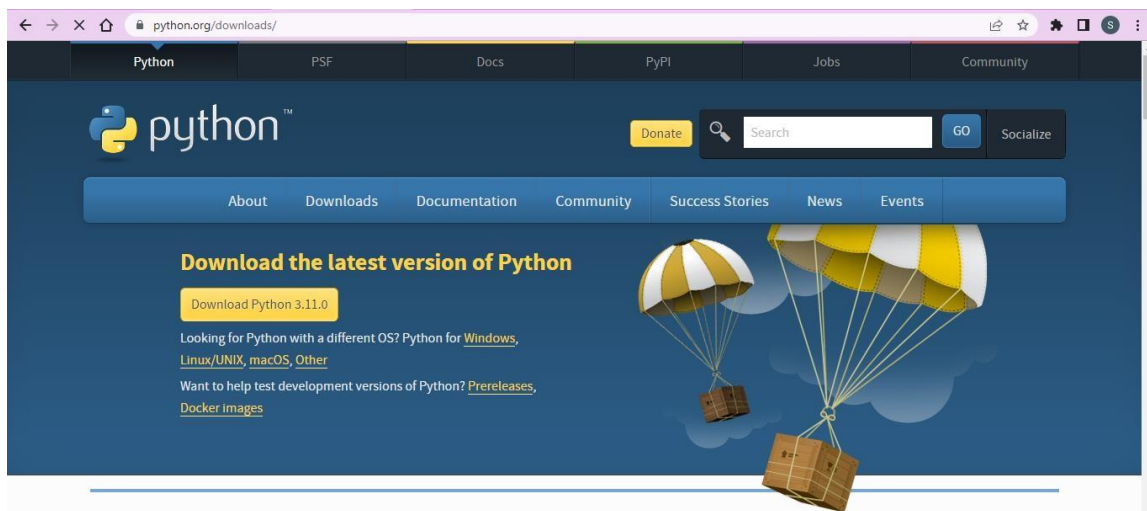 python.org/downloads/
S
Python PSF Docs PyPI Jobs Community
python™
Donate Search GO Socialize
About Downloads Documentation Community Success Stories News Events
Download the latest version of Python
Download Python 3.11.0
Looking for Python with a different OS? Python for Windows,
Linux/UNIX, macOS, Other
Want to help test development versions of Python? Prereleases,
Docker images